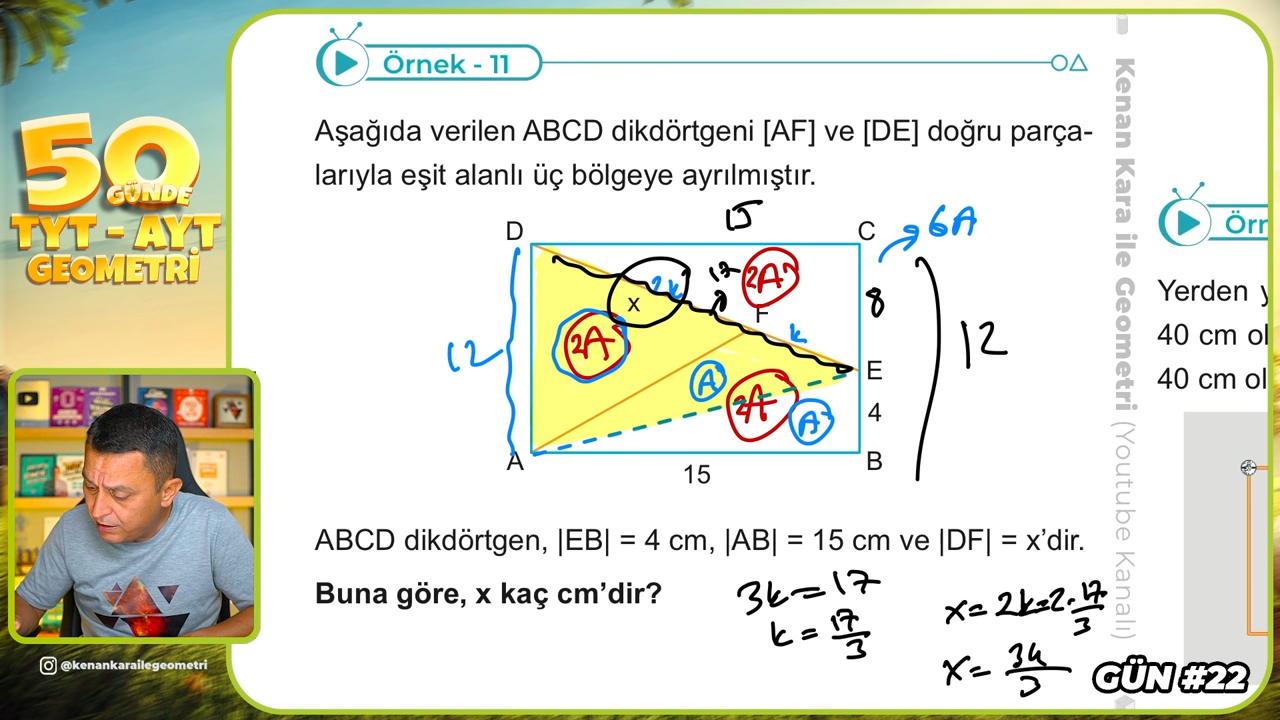 50
GÜNDE
TYT - AYT
GEOMETRİ
Örnek - 11
Aşağıda verilen ABCD dikdörtgeni [AF] ve [DE] doğru parça-
larıyla eşit alanlı üç bölgeye ayrılmıştır.
15
D
C
6A
2k
17
2A
x
8
F
12
2A
k
12
E
A
2A
A
4
A
B
15
ABCD dikdörtgen, |EB| = 4 cm, |AB| = 15 cm ve |DF| = x’dir.
Buna göre, x kaç cm’dir?
3k = 17
k = 17/3
x = 2k = 2 · 17/3
x = 34/3
Kenan Kara ile Geometri (Youtube Kanalı)
Örr
Yerden y
40 cm ol
40 cm ol
@kenankarailegeometri
GÜN #22